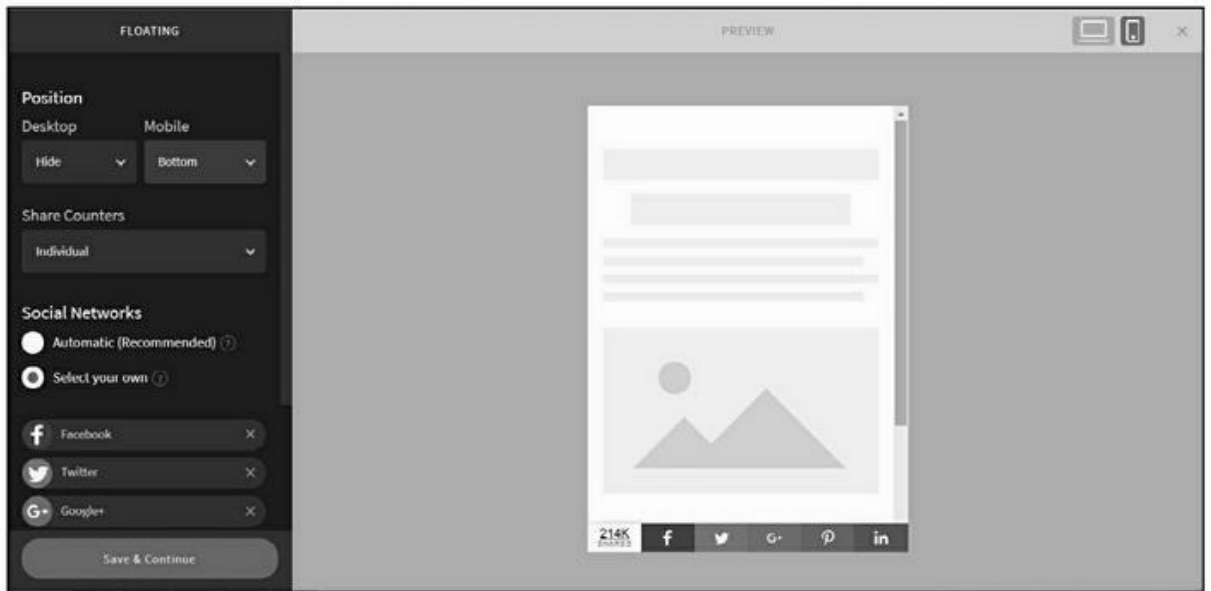 FLOATING
PREVIEW
Position
Desktop Mobile
Hide Bottom
Share Counters
Individual
Social Networks
Automatic (Recommended) ?
Select your own ?
Facebook
Twitter
G+ Google+
Save & Continue
214K
SHARES
f G+ in